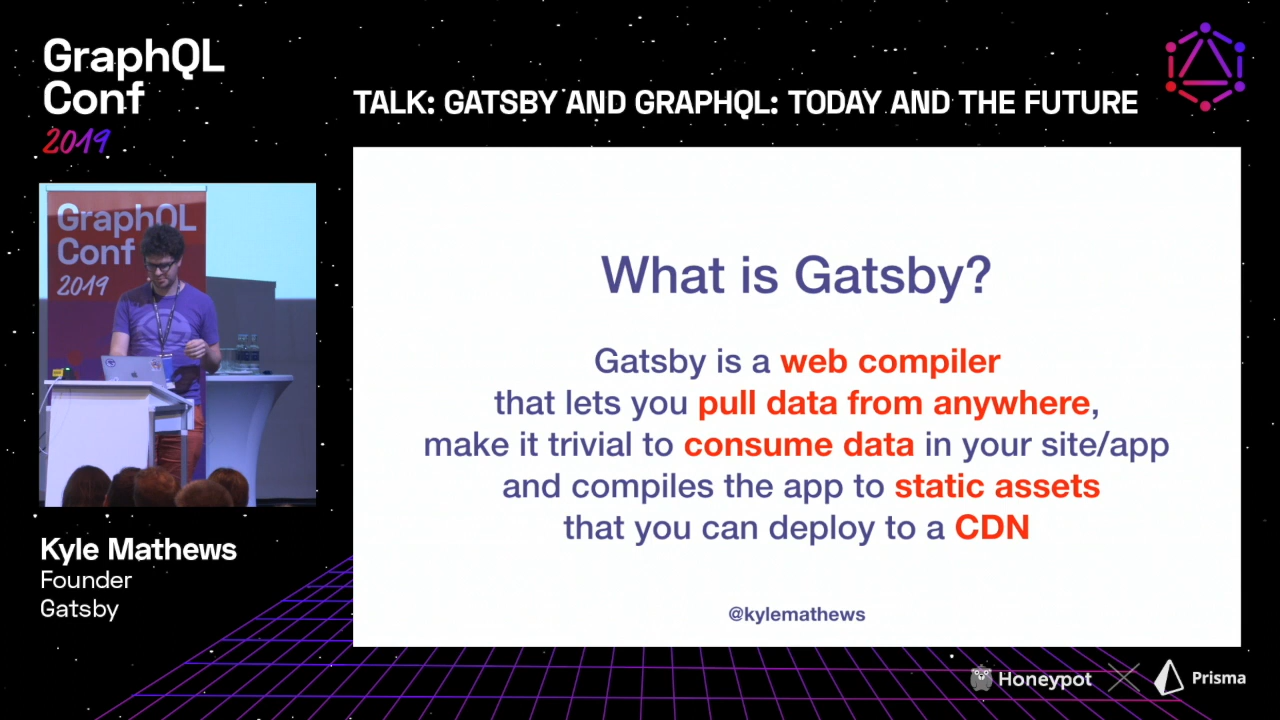 GraphQL
Conf
2019
TALK: GATSBY AND GRAPHQL: TODAY AND THE FUTURE
GraphQL
Conf
2019
Kyle Mathews
Founder
Gatsby
What is Gatsby?
Gatsby is a web compiler
that lets you pull data from anywhere,
make it trivial to consume data in your site/app
and compiles the app to static assets
that you can deploy to a CDN
@kylemathews
Honeypot
Prisma